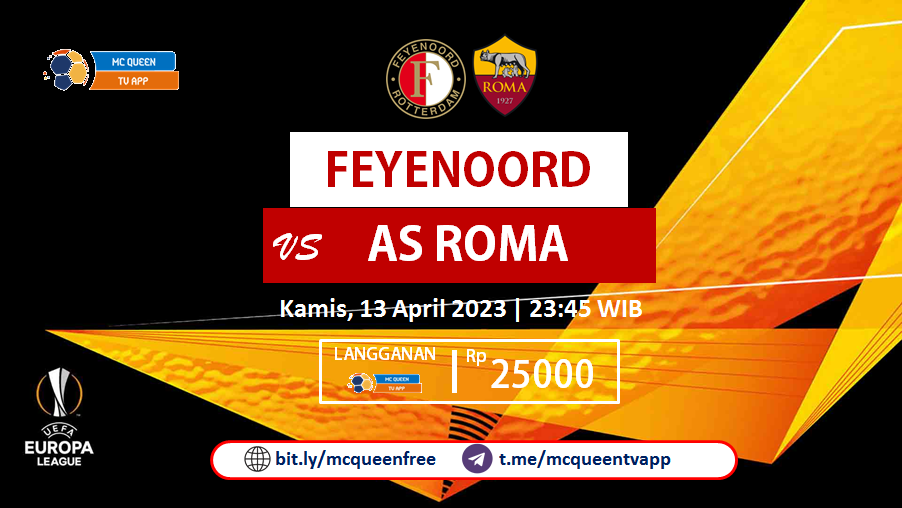 MC QUEEN
TV APP
FEYENOORD
ROTTERDAM
F
ROMA
1927
FEYENOORD
VS AS ROMA
Kamis, 13 April 2023 | 23:45 WIB
LANGGANAN
MC QUEEN
TV APP
Rp 25000
UEFA
EUROPA
LEAGUE
bit.ly/mcqueenfree t.me/mcqueentvapp